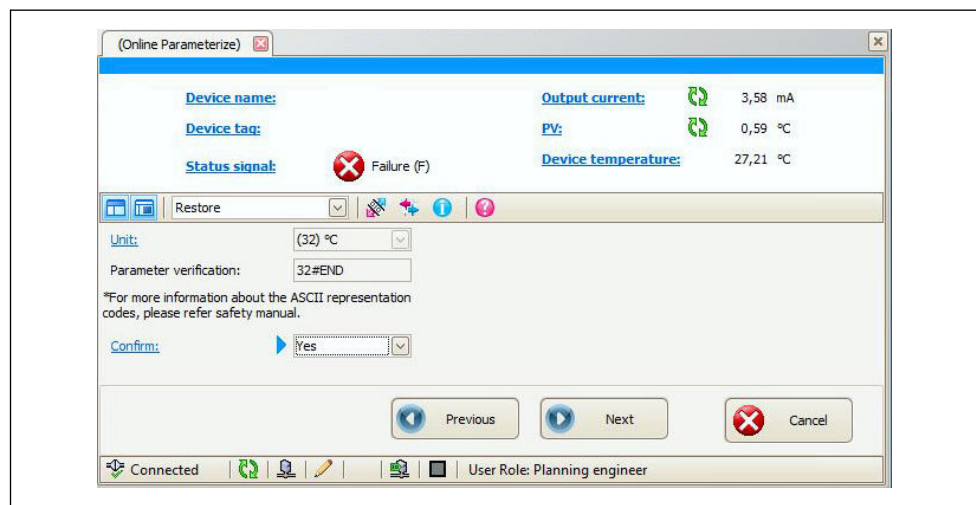 (Online Parameterize)
Device name:
Output current: 3,58 mA
Device tag:
PV: 0,59 °C
Status signal: Failure (F)
Device temperature: 27,21 °C
Restore
Unit: (32) °C
Parameter verification: 32#END
*For more information about the ASCII representation
codes, please refer safety manual.
Confirm: Yes
Previous Next Cancel
Connected User Role: Planning engineer